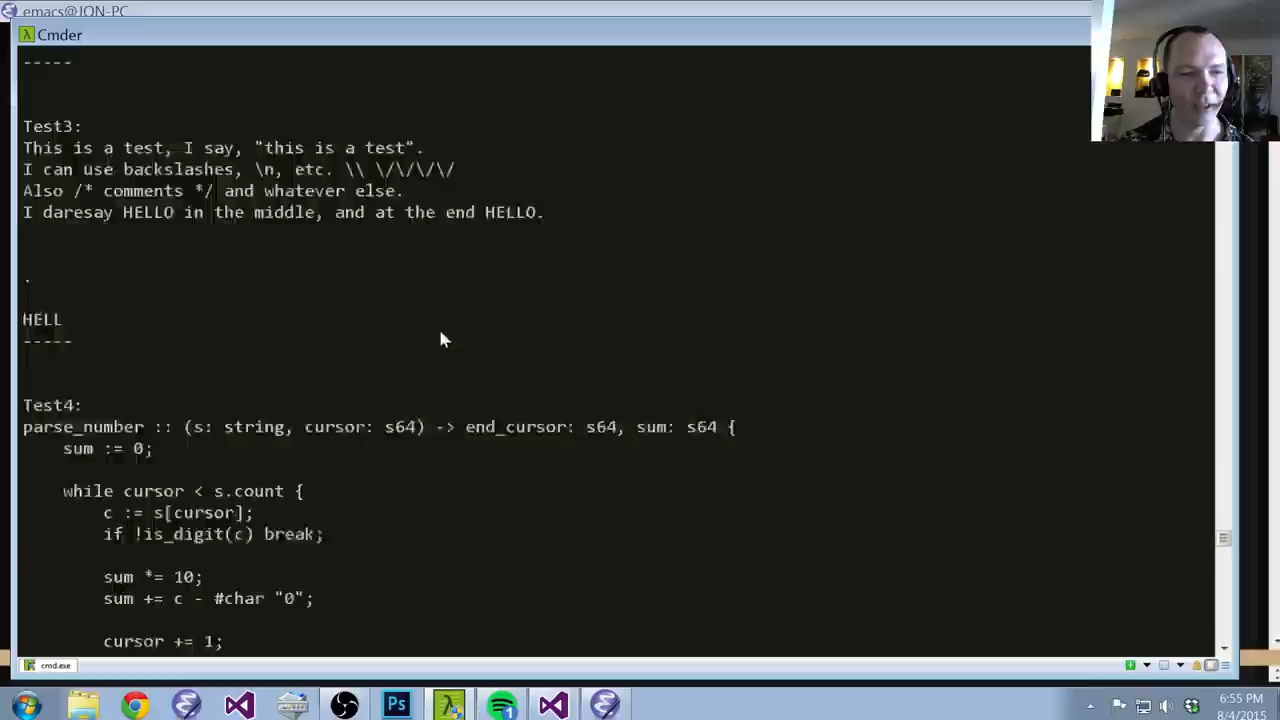 emacs@JON-PC
Cmder
-----
Test3:
This is a test, I say, "this is a test".
I can use backslashes, \n, etc. \\ \/\/\/\/
Also /* comments */ and whatever else.
I daresay HELLO in the middle, and at the end HELLO.
.
HELL
-----
Test4:
parse_number :: (s: string, cursor: s64) -> end_cursor: s64, sum: s64 {
    sum := 0;
    while cursor < s.count {
        c := s[cursor];
        if !is_digit(c) break;
        sum *= 10;
        sum += c - #char "0";
        cursor += 1;
cmd.exe
Ps
1
6:55 PM
8/4/2015